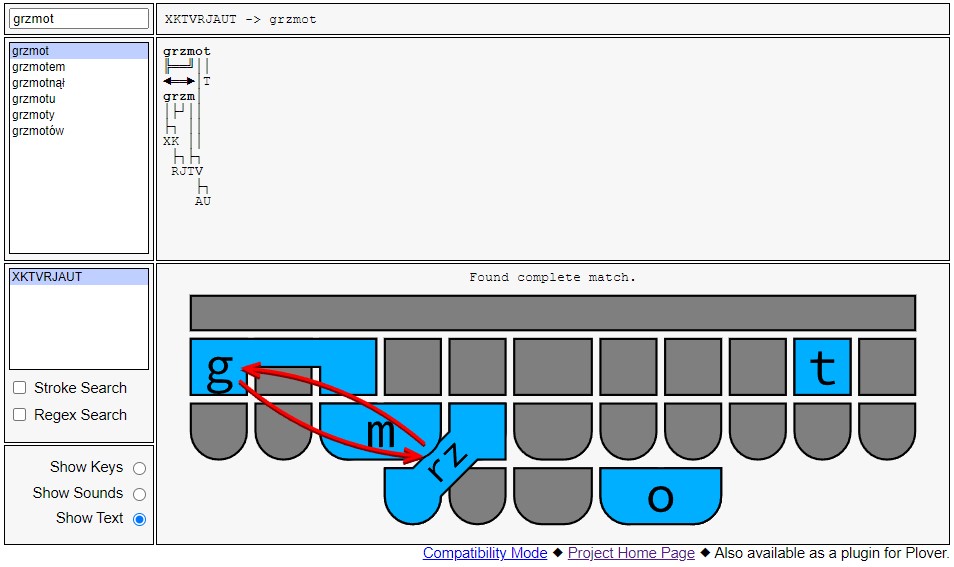 grzmot
XKTVRJAUT -> grzmot
grzmot
grzmotem
grzmotnął
grzmotu
grzmoty
grzmotów
grzmot
T
grzm
XK
RJTV
AU
XKTVRJAUT
Stroke Search
Regex Search
Show Keys
Show Sounds
Show Text
Found complete match.
g
t
m
rz
o
Compatibility Mode ◆ Project Home Page ◆ Also available as a plugin for Plover.